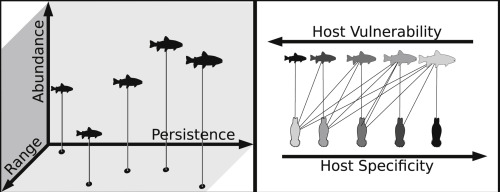 Abundance
Persistence
Range
Host Vulnerability
Host Specificity